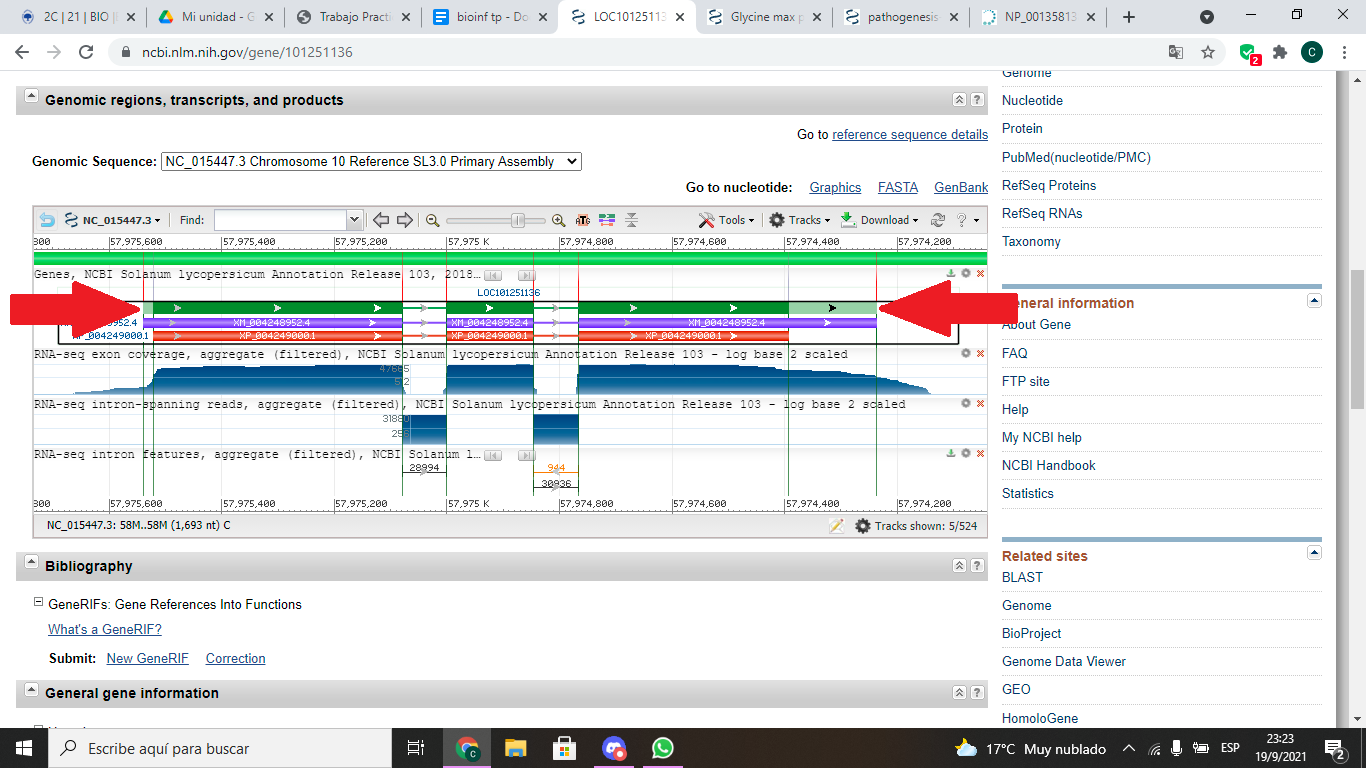 2C | 21 | BIO |
Mi unidad - G
Trabajo Practi
bioinf tp - Do
LOC10125113
Glycine max p
pathogenesis
NP_00135813
ncbi.nlm.nih.gov/gene/101251136
C
2
Genomic regions, transcripts, and products
Go to reference sequence details
Genomic Sequence: NC_015447.3 Chromosome 10 Reference SL3.0 Primary Assembly
Go to nucleotide: Graphics FASTA GenBank
NC_015447.3 Find: ATG Tools Tracks Download ?
800 57,975,600 57,975,400 57,975,200 57,975 K 57,974,800 57,974,600 57,974,400 57,974,200
Genes, NCBI Solanum lycopersicum Annotation Release 103, 2018...
LOC101251136
XM_004248952.4 XM_004248952.4 XM_004248952.4
XP_004249000.1 XP_004249000.1 XP_004249000.1
RNA-seq exon coverage, aggregate (filtered), NCBI Solanum lycopersicum Annotation Release 103 - log base 2 scaled
512
RNA-seq intron-spanning reads, aggregate (filtered), NCBI Solanum lycopersicum Annotation Release 103 - log base 2 scaled
RNA-seq intron features, aggregate (filtered), NCBI Solanum l...
28994
944
30936
800 57,975,600 57,975,400 57,975,200 57,975 K 57,974,800 57,974,600 57,974,400 57,974,200
NC_015447.3: 58M..58M (1,693 nt) C
Tracks shown: 5/524
Bibliography
GeneRIFs: Gene References Into Functions
What's a GeneRIF?
Submit: New GeneRIF Correction
General gene information
Genome
Nucleotide
Protein
PubMed(nucleotide/PMC)
RefSeq Proteins
RefSeq RNAs
Taxonomy
General information
About Gene
FAQ
FTP site
Help
My NCBI help
NCBI Handbook
Statistics
Related sites
BLAST
Genome
BioProject
Genome Data Viewer
GEO
HomoloGene
Escribe aquí para buscar
17°C Muy nublado
ESP
23:23
19/9/2021
2